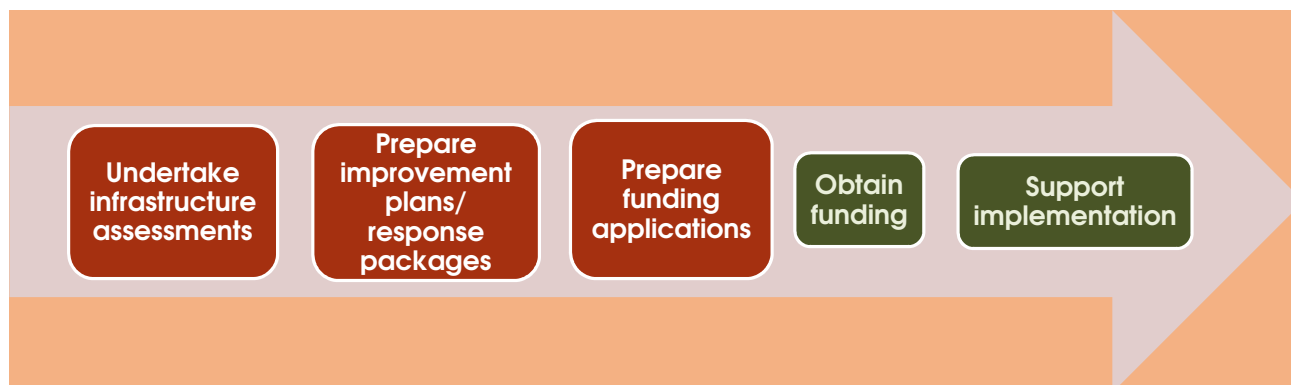 Undertake
infrastructure
assessments
Prepare
improvement
plans/
response
packages
Prepare
funding
applications
Obtain
funding
Support
implementation